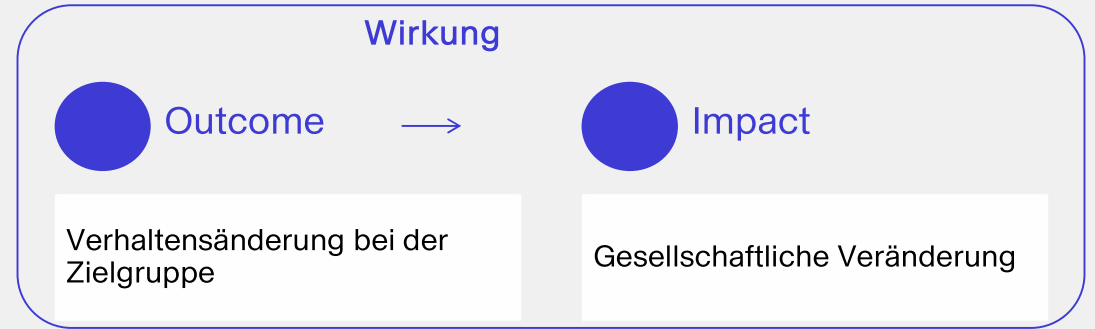 Wirkung
Outcome
Impact
Verhaltensänderung bei der
Zielgruppe
Gesellschaftliche Veränderung